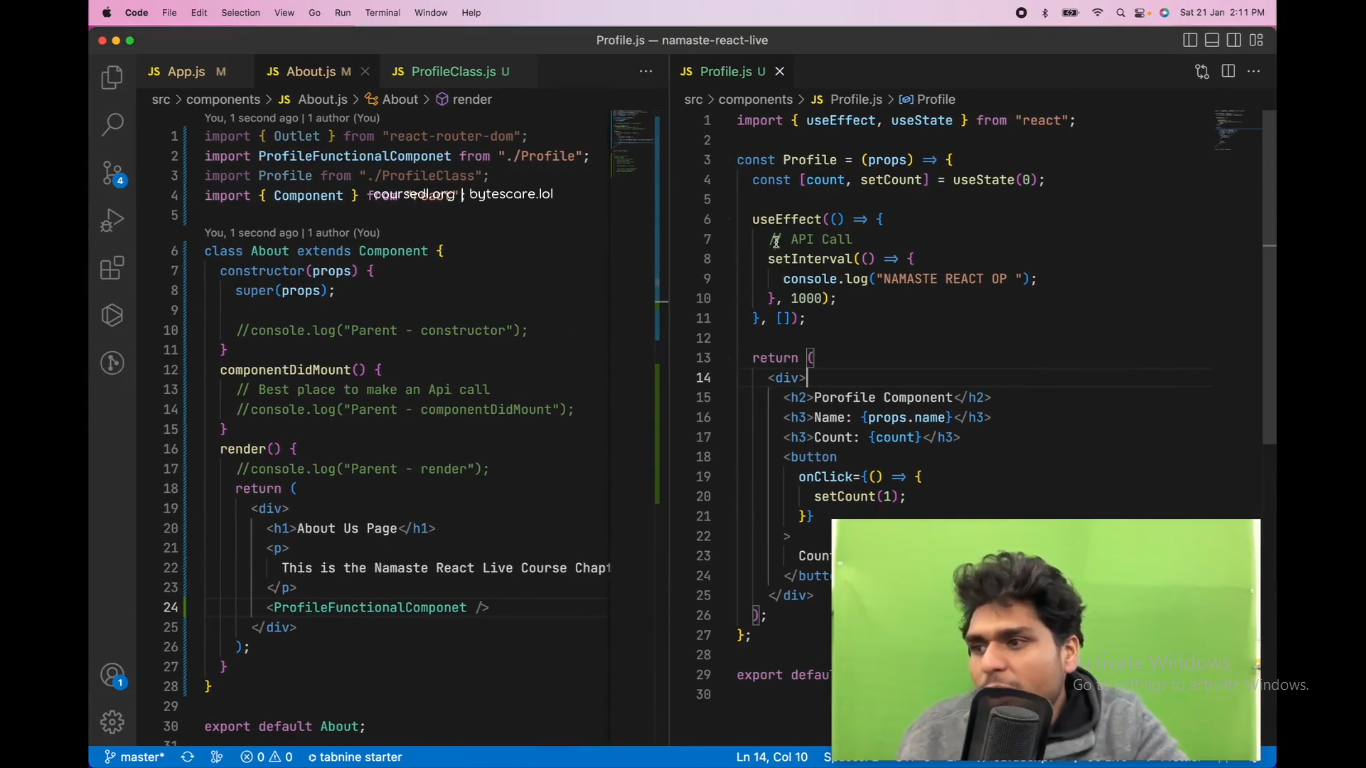 Code File Edit Selection View Go Run Terminal Window Help Sat 21 Jan 2:11 PM
Profile.js — namaste-react-live
JS App.js M JS About.js M JS ProfileClass.js U
src > components > JS About.js > About > render
You, 1 second ago | 1 author (You)
1 import { Outlet } from "react-router-dom";
2 import ProfileFunctionalComponet from "./Profile";
3 import Profile from "./ProfileClass";
4 import { Component } from "react";
coursedl.org | bytescare.lol
5
You, 1 second ago | 1 author (You)
6 class About extends Component {
7 constructor(props) {
8 super(props);
9
10 //console.log("Parent - constructor");
11 }
12 componentDidMount() {
13 // Best place to make an Api call
14 //console.log("Parent - componentDidMount");
15 }
16 render() {
17 //console.log("Parent - render");
18 return (
19 <div>
20 <h1>About Us Page</h1>
21 <p>
22 This is the Namaste React Live Course Chapt
23 </p>
24 <ProfileFunctionalComponet />
25 </div>
26 );
27 }
28 }
29
30 export default About;
JS Profile.js U
src > components > JS Profile.js > Profile
1 import { useEffect, useState } from "react";
2
3 const Profile = (props) => {
4 const [count, setCount] = useState(0);
5
6 useEffect(() => {
7 // API Call
8 setInterval(() => {
9 console.log("NAMASTE REACT OP ");
10 }, 1000);
11 }, []);
12
13 return (
14 <div>
15 <h2>Porofile Component</h2>
16 <h3>Name: {props.name}</h3>
17 <h3>Count: {count}</h3>
18 <button
19 onClick={() => {
20 setCount(1);
21 }}
22 >
23 Coun
24 </butto
25 </div>
26 );
27 };
28
29 export defau
30
4
1
Activate Windows
Go to Settings to activate Windows.
master* 0 0 tabnine starter Ln 14, Col 10